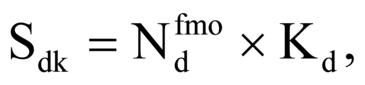 S_dk = N_d^fmo × K_d,